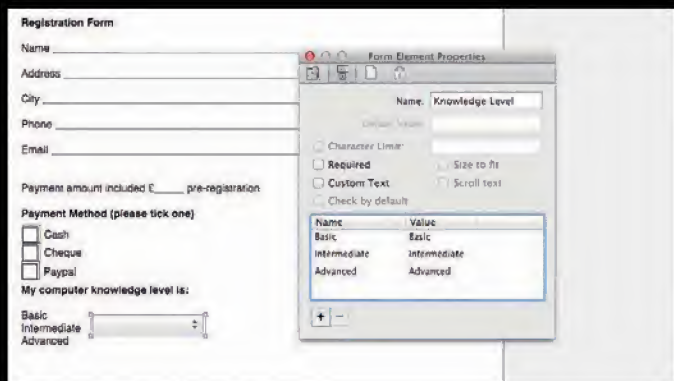 Registration Form
Name
Address
City
Phone
Email
Payment amount included £_____ pre-registration
Payment Method (please tick one)
Cash
Cheque
Paypal
My computer knowledge level is:
Basic
Intermediate
Advanced
Form Element Properties
Name: Knowledge Level
Default Value:
Character Limit:
Required
Size to fit
Custom Text
Scroll text
Check by default
Name Value
Basic Basic
Intermediate Intermediate
Advanced Advanced